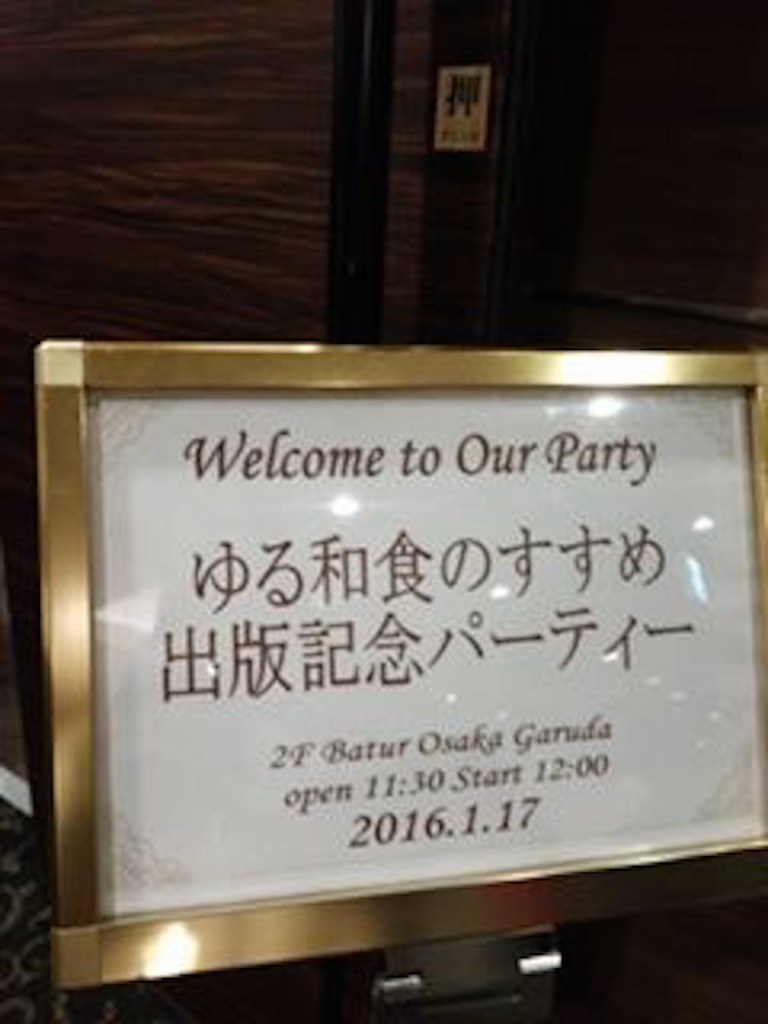 押
Welcome to Our Party
ゆる和食のすすめ
出版記念パーティー
2F Batur Osaka Garuda
open 11:30 Start 12:00
2016.1.17